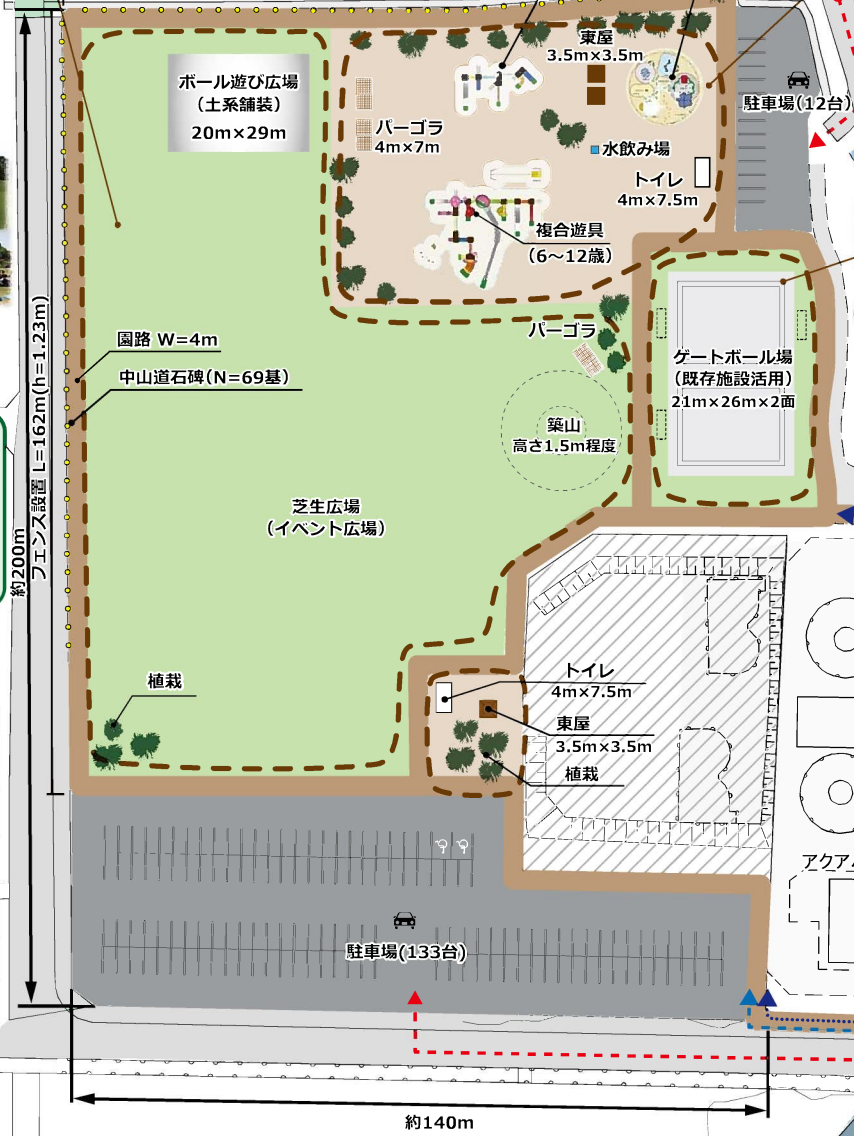 東屋
3.5m×3.5m
ボール遊び広場
（土系舗装）
20m×29m
駐車場(12台)
パーゴラ
4m×7m
水飲み場
トイレ
4m×7.5m
複合遊具
（6～12歳）
園路 W=4m
中山道石碑(N=69基)
パーゴラ
ゲートボール場
（既存施設活用）
21m×26m×2面
築山
高さ1.5m程度
芝生広場
（イベント広場）
約200m
フェンス設置 L=162m(h=1.23m)
植栽
トイレ
4m×7.5m
東屋
3.5m×3.5m
植栽
駐車場(133台)
約140m